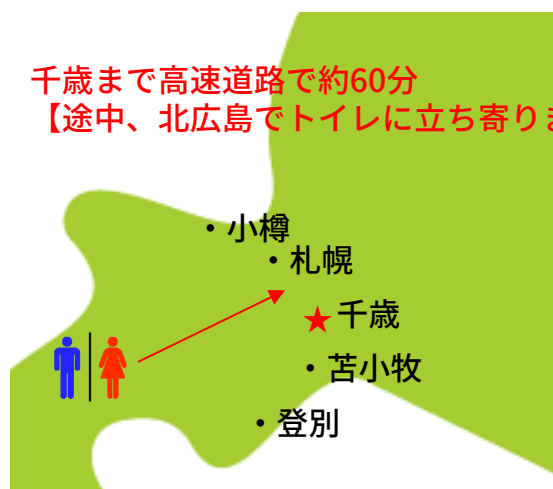 千歳まで高速道路で約60分
【途中、北広島でトイレに立ち寄りま
・小樽
・札幌
★千歳
・苫小牧
・登別